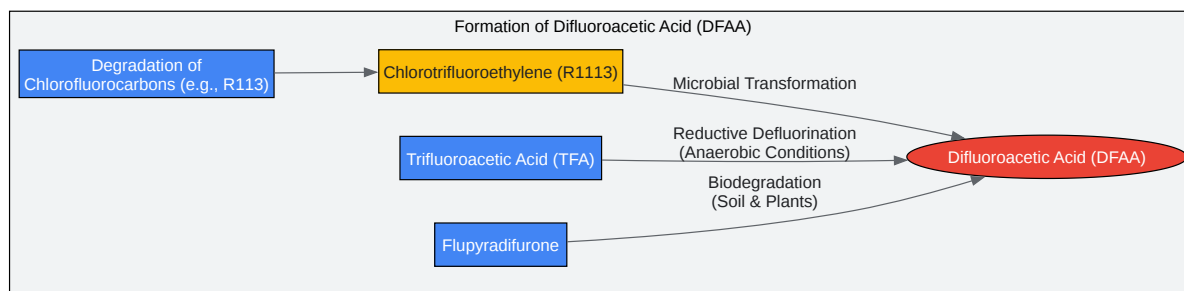 Formation of Difluoroacetic Acid (DFAA)
Degradation of
Chlorofluorocarbons (e.g., R113)
Chlorotrifluoroethylene (R1113)
Microbial Transformation
Reductive Defluorination
(Anaerobic Conditions)
Trifluoroacetic Acid (TFA)
Difluoroacetic Acid (DFAA)
Biodegradation
(Soil & Plants)
Flupyradifurone